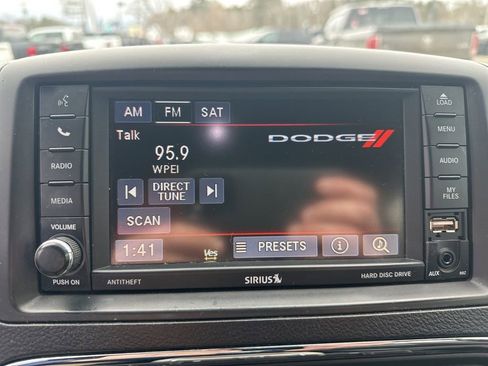 LOAD
AM FM SAT
MENU
Talk
DODGE
95.9
RADIO
AUDIO
WPEI
DIRECT
TUNE
MEDIA
MY
FILES
SCAN
VOLUME
1:41
PRESETS
PUSH ON
ANTITHEFT
SIRIUS
HARD DISC DRIVE
AUX